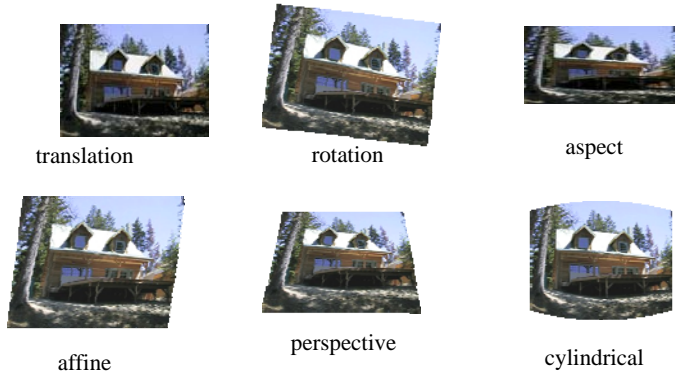 translation
rotation
aspect
affine
perspective
cylindrical